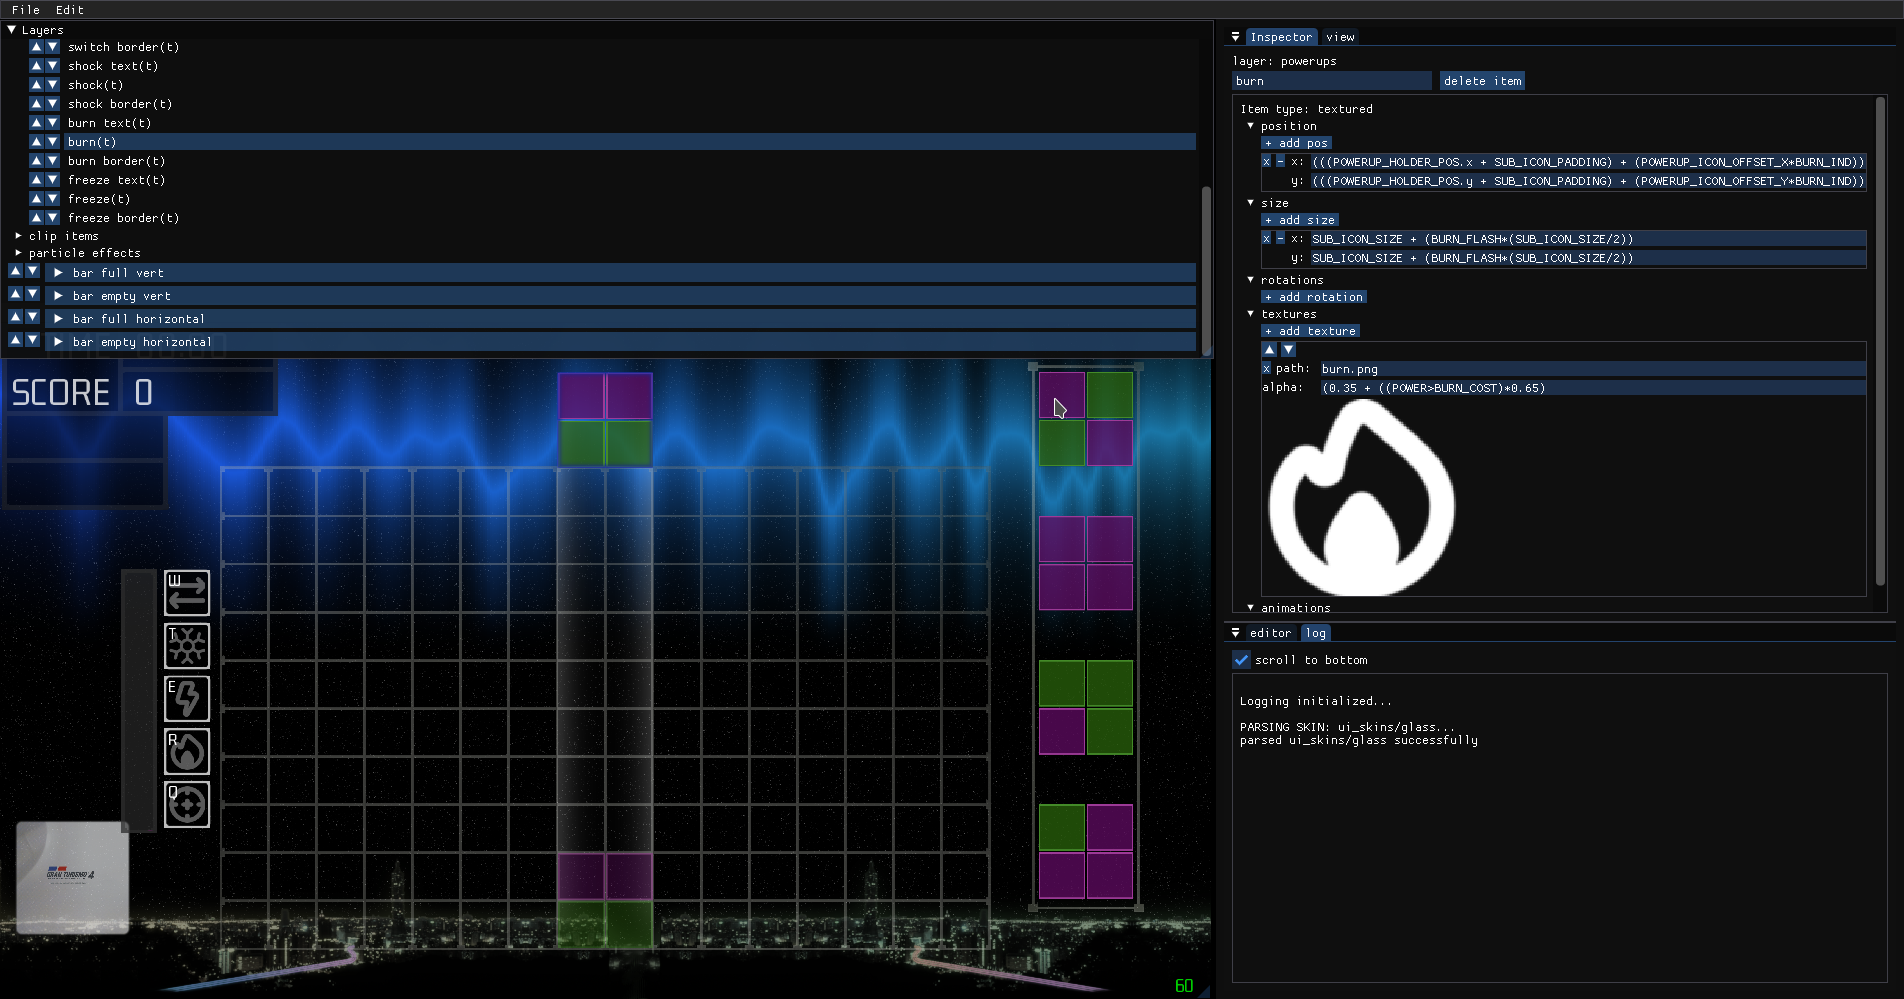 File Edit
Layers
switch border(t)
shock text(t)
shock(t)
shock border(t)
burn text(t)
burn(t)
burn border(t)
freeze text(t)
freeze(t)
freeze border(t)
clip items
particle effects
bar full vert
bar empty vert
bar full horizontal
bar empty horizontal
SCORE 0
W
T
E
R
Q
GRAN TURISMO 4
60
Inspector view
layer: powerups
burn delete item
Item type: textured
position
+ add pos
x - x: (((POWERUP_HOLDER_POS.x + SUB_ICON_PADDING) + (POWERUP_ICON_OFFSET_X*BURN_IND))
y: (((POWERUP_HOLDER_POS.y + SUB_ICON_PADDING) + (POWERUP_ICON_OFFSET_Y*BURN_IND))
size
+ add size
x - x: SUB_ICON_SIZE + (BURN_FLASH*(SUB_ICON_SIZE/2))
y: SUB_ICON_SIZE + (BURN_FLASH*(SUB_ICON_SIZE/2))
rotations
+ add rotation
textures
+ add texture
x path: burn.png
alpha: (0.35 + ((POWER>BURN_COST)*0.65)
animations
editor log
scroll to bottom
Logging initialized...
PARSING SKIN: ui_skins/glass...
parsed ui_skins/glass successfully